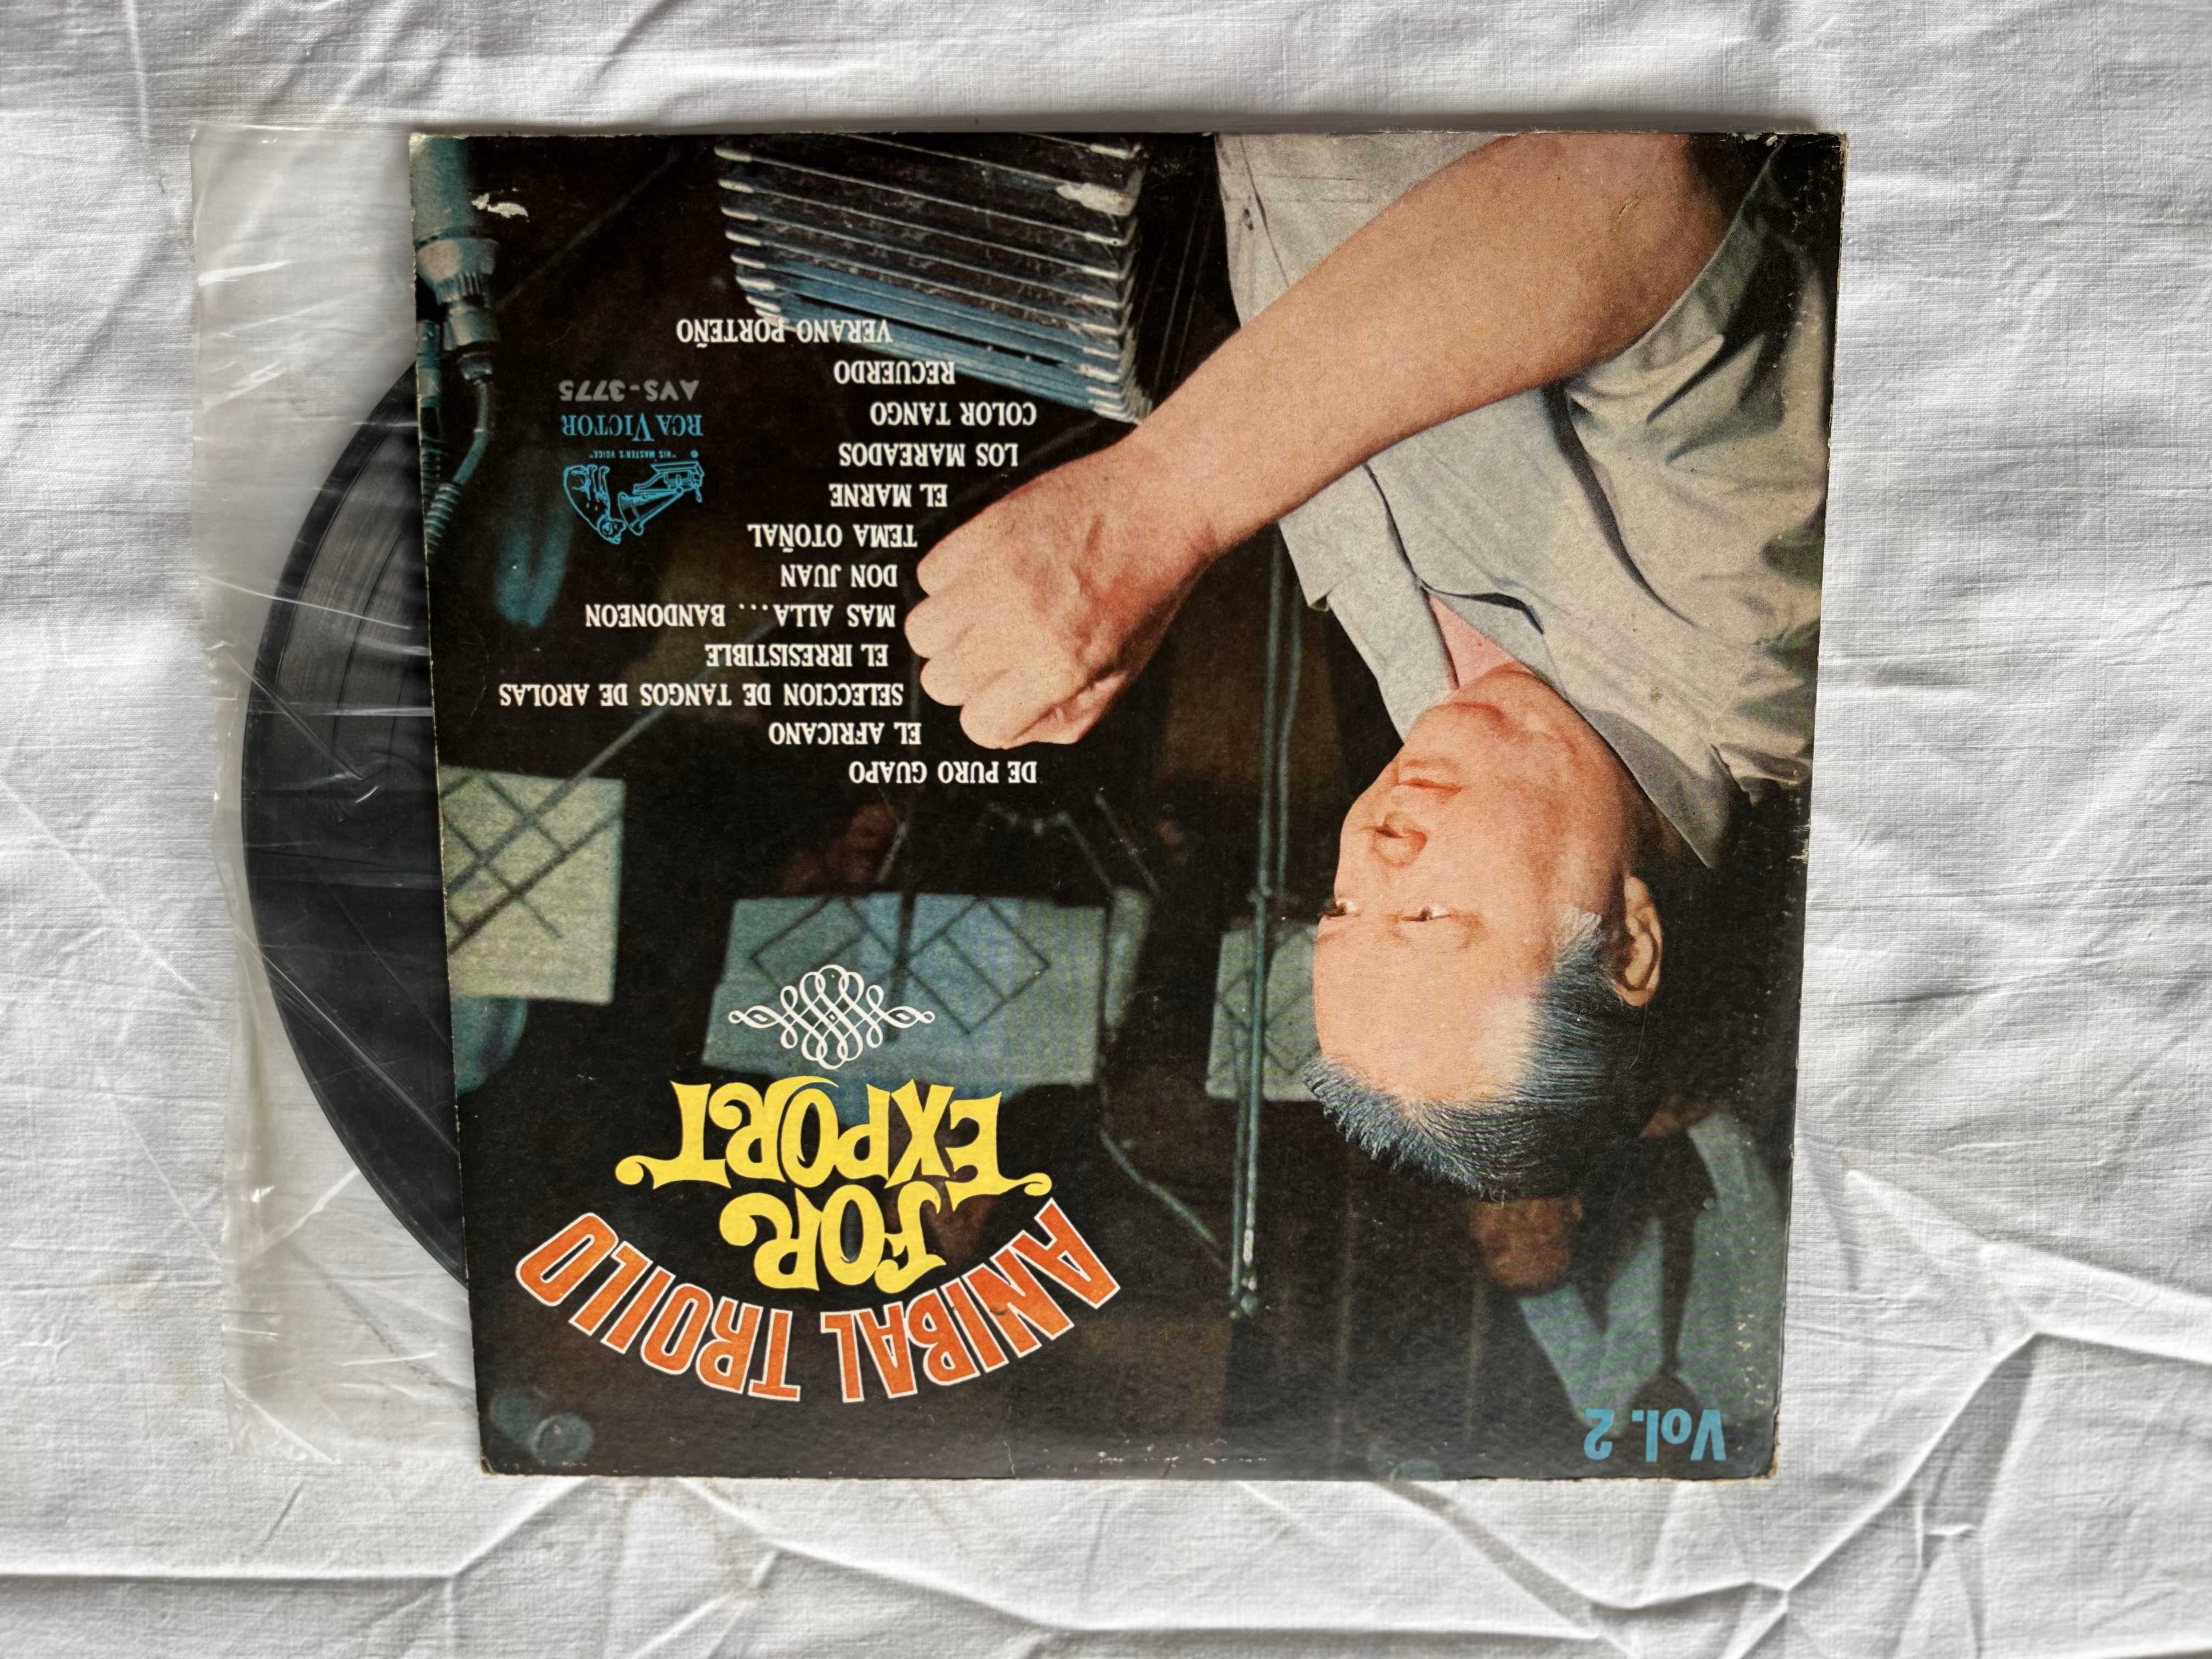 Vol. 2
ANIBAL TROILO
FOR
EXPORT
DE PURO GUAPO
EL AFRICANO
SELECCION DE TANGOS DE AROLAS
EL IRRESISTIBLE
MAS ALLA... BANDONEON
DON JUAN
TEMA OTOÑAL
EL MARNE
LOS MAREADOS
COLOR TANGO
RECUERDO
VERANO PORTEÑO
"HIS MASTER'S VOICE"
RCA VICTOR
AVS-3775